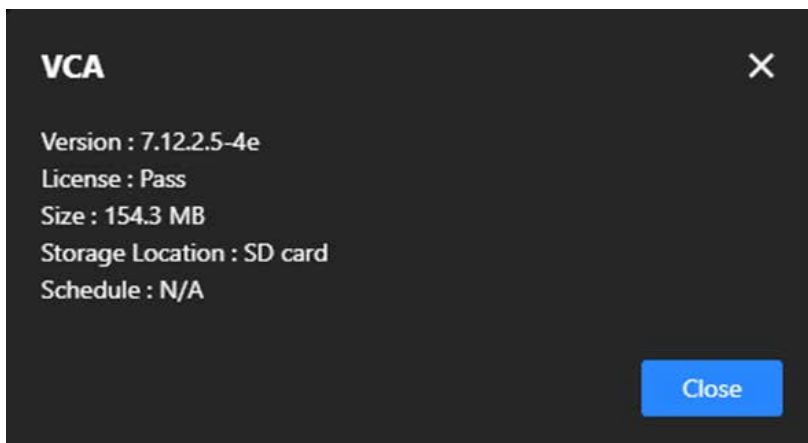 VCA
Version : 7.12.2.5-4e
License : Pass
Size : 154.3 MB
Storage Location : SD card
Schedule : N/A
Close